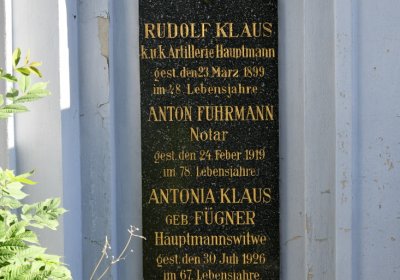 RUDOLF KLAUS
k.u.k. Artillerie Hauptmann
gest. den 23. März 1899
im 48. Lebensjahre.
ANTON FUHRMANN
Notar
gest. den 24. Feber 1919
im 78. Lebensjahre.
ANTONIA KLAUS
GEB. FÜGNER
Hauptmannswitwe
gest. den 30. Juli 1926
im 67. Lebensjahre